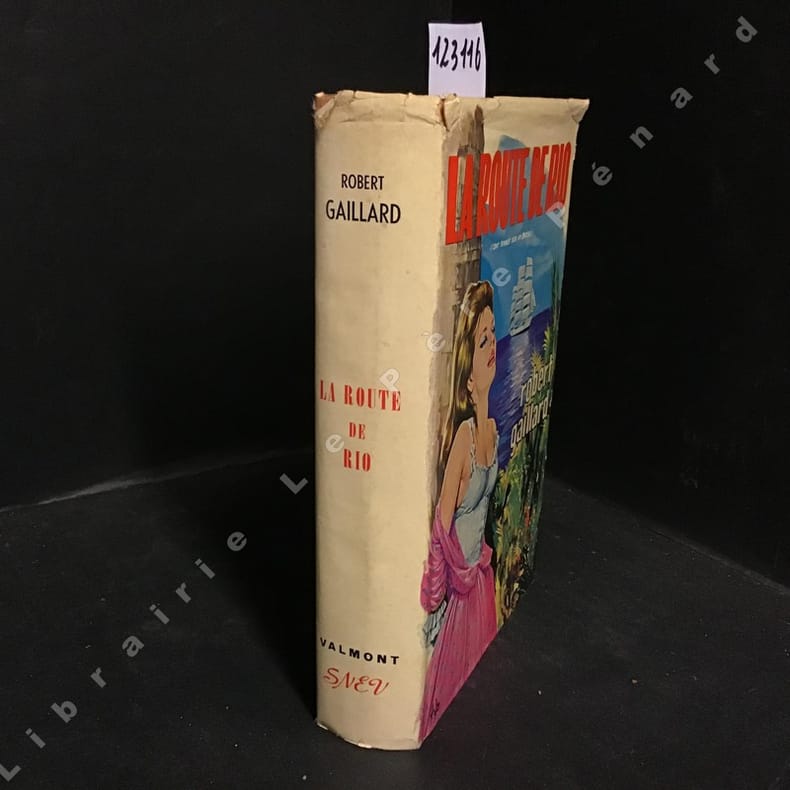 123116
ROBERT
GAILLARD
LA ROUTE
DE
RIO
VALMONT
SNEV
LA ROUTE DE RIO
robert
gaillard
Librairie Le Père Pénard